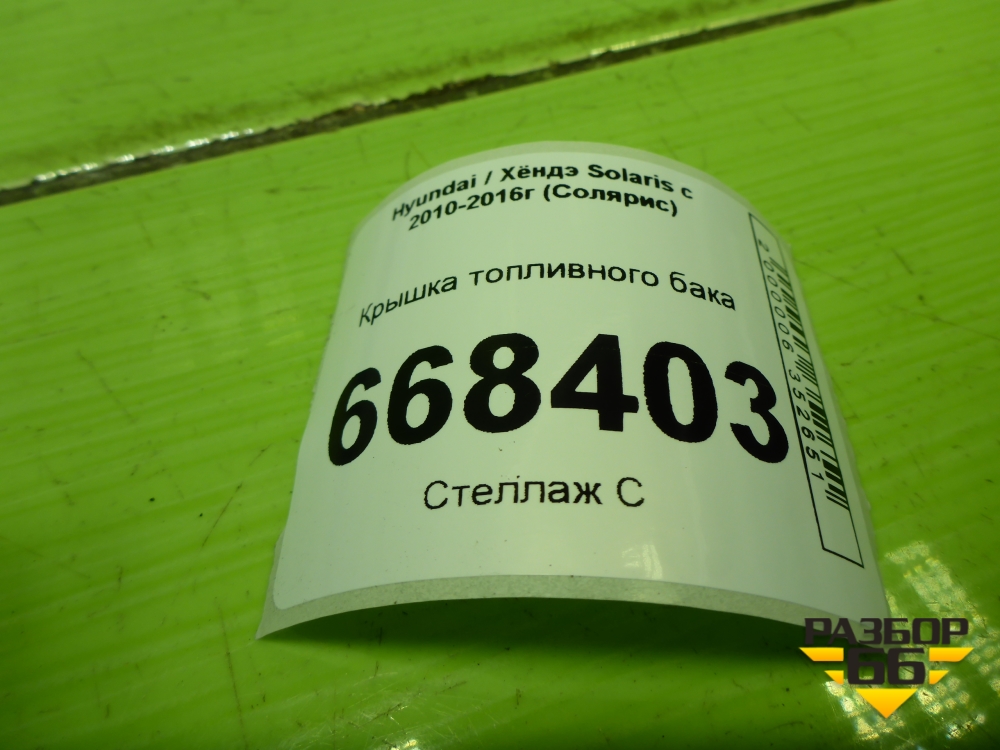 Hyundai / Хёндэ Solaris с
2010-2016г (Солярис)
Крышка топливного бака
668403
Стеллаж С
2000006352651
РАЗБОР
66